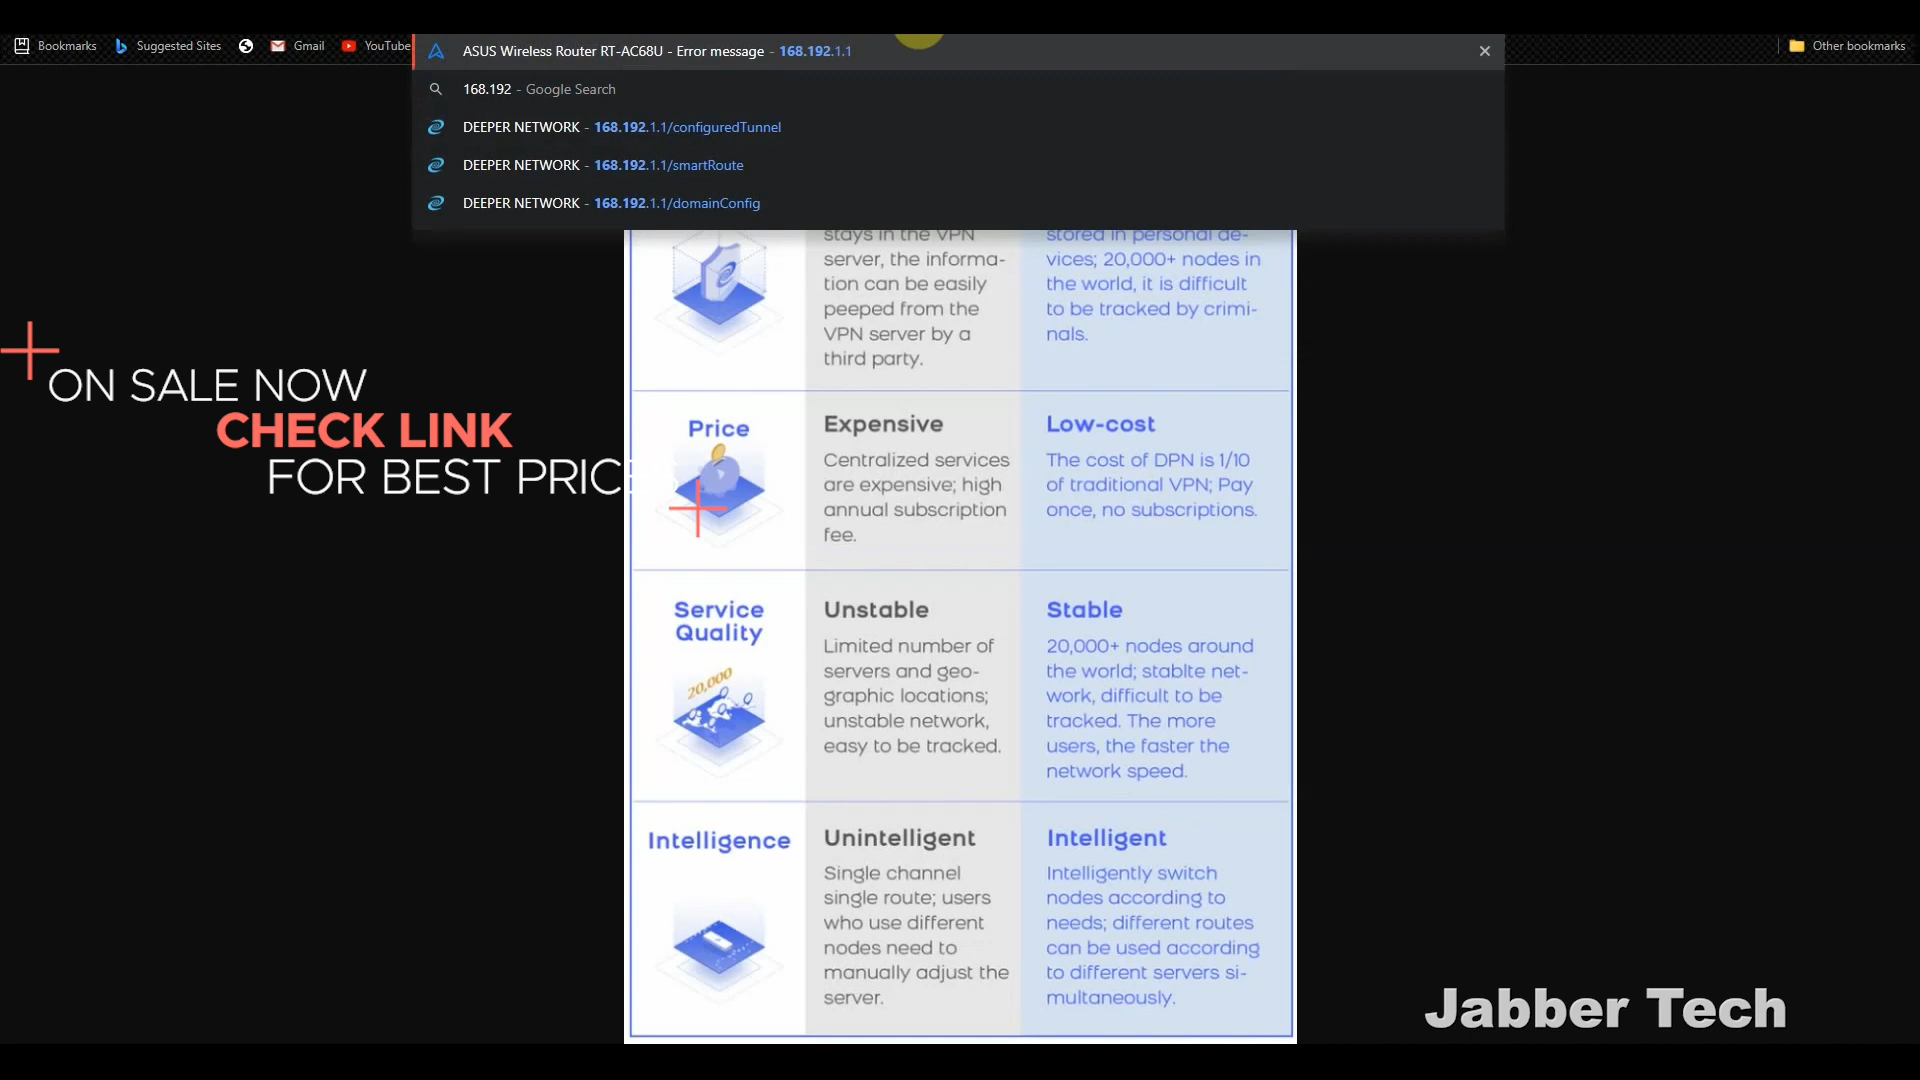 Bookmarks
Suggested Sites
Gmail
YouTube
Other bookmarks
ASUS Wireless Router RT-AC68U - Error message - 168.192.1.1
168.192 - Google Search
DEEPER NETWORK - 168.192.1.1/configuredTunnel
DEEPER NETWORK - 168.192.1.1/smartRoute
DEEPER NETWORK - 168.192.1.1/domainConfig
stays in the VPN
server, the informa-
tion can be easily
peeped from the
VPN server by a
third party.
stored in personal de-
vices; 20,000+ nodes in
the world, it is difficult
to be tracked by crimi-
nals.
ON SALE NOW
CHECK LINK
FOR BEST PRIC
Price
Expensive
Centralized services
are expensive; high
annual subscription
fee.
Low-cost
The cost of DPN is 1/10
of traditional VPN; Pay
once, no subscriptions.
Service
Quality
20,000
Unstable
Limited number of
servers and geo-
graphic locations;
unstable network,
easy to be tracked.
Stable
20,000+ nodes around
the world; stablte net-
work, difficult to be
tracked. The more
users, the faster the
network speed.
Intelligence
Unintelligent
Single channel
single route; users
who use different
nodes need to
manually adjust the
server.
Intelligent
Intelligently switch
nodes according to
needs; different routes
can be used according
to different servers si-
multaneously.
Jabber Tech